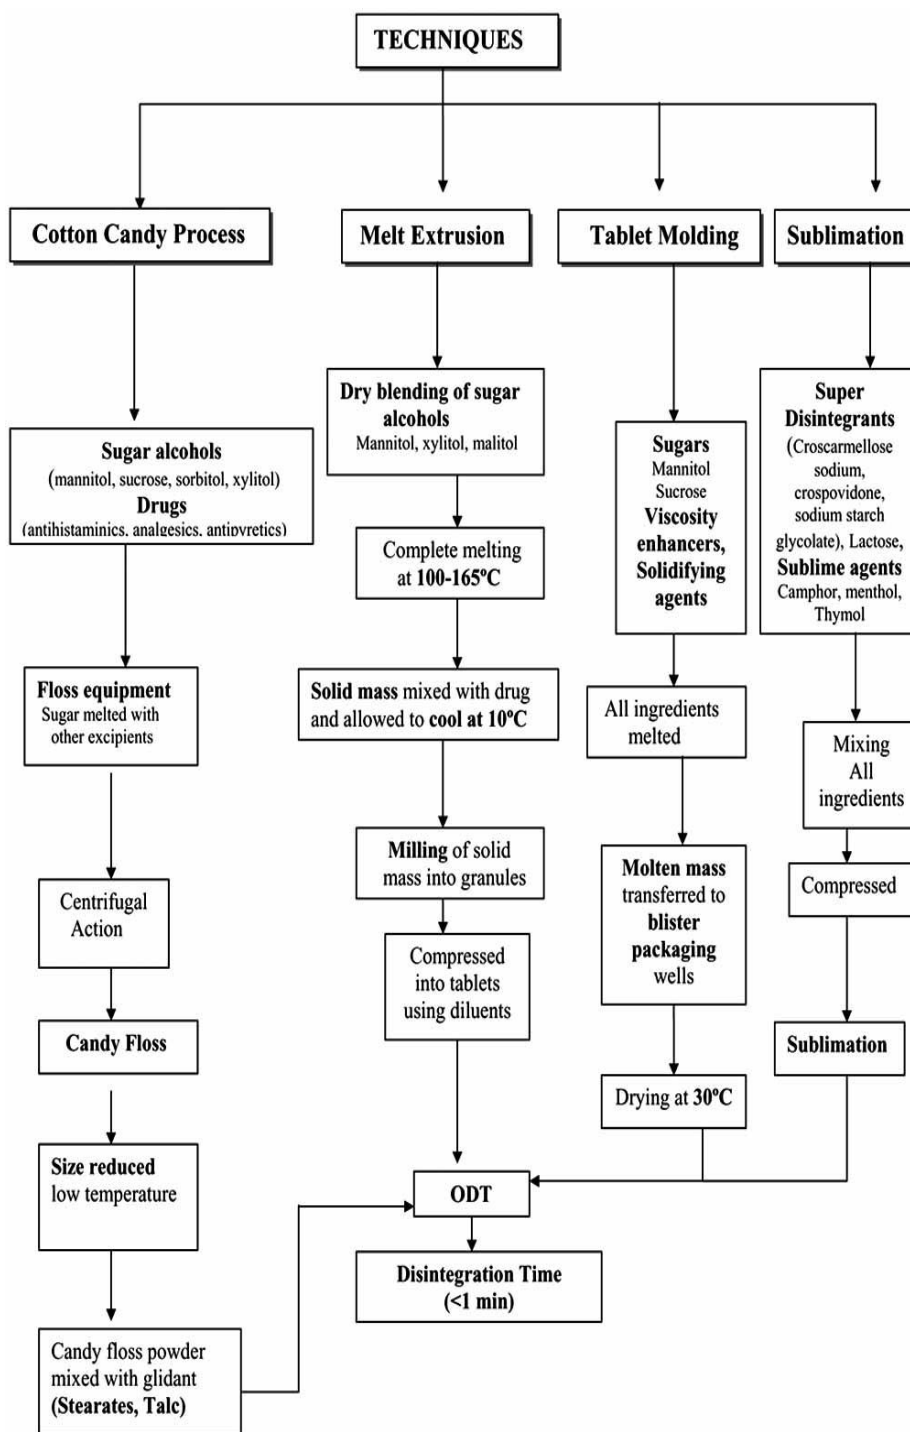 TECHNIQUES
Cotton Candy Process
Sugar alcohols
(mannitol, sucrose, sorbitol, xylitol)
Drugs
(antihistaminics, analgesics, antipyretics)
Floss equipment
Sugar melted with
other excipients
Centrifugal
Action
Candy Floss
Size reduced
low temperature
Candy floss powder
mixed with glidant
(Stearates, Talc)
Melt Extrusion
Dry blending of sugar
alcohols
Mannitol, xylitol, malitol
Complete melting
at 100-165ºC
Solid mass mixed with drug
and allowed to cool at 10ºC
Milling of solid
mass into granules
Compressed
into tablets
using diluents
Tablet Molding
Sugars
Mannitol
Sucrose
Viscosity
enhancers,
Solidifying
agents
All ingredients
melted
Molten mass
transferred to
blister
packaging
wells
Drying at 30ºC
Sublimation
Super
Disintegrants
(Croscarmellose
sodium,
crospovidone,
sodium starch
glycolate), Lactose,
Sublime agents
Camphor, menthol,
Thymol
Mixing
All
ingredients
Compressed
Sublimation
ODT
Disintegration Time
(<1 min)